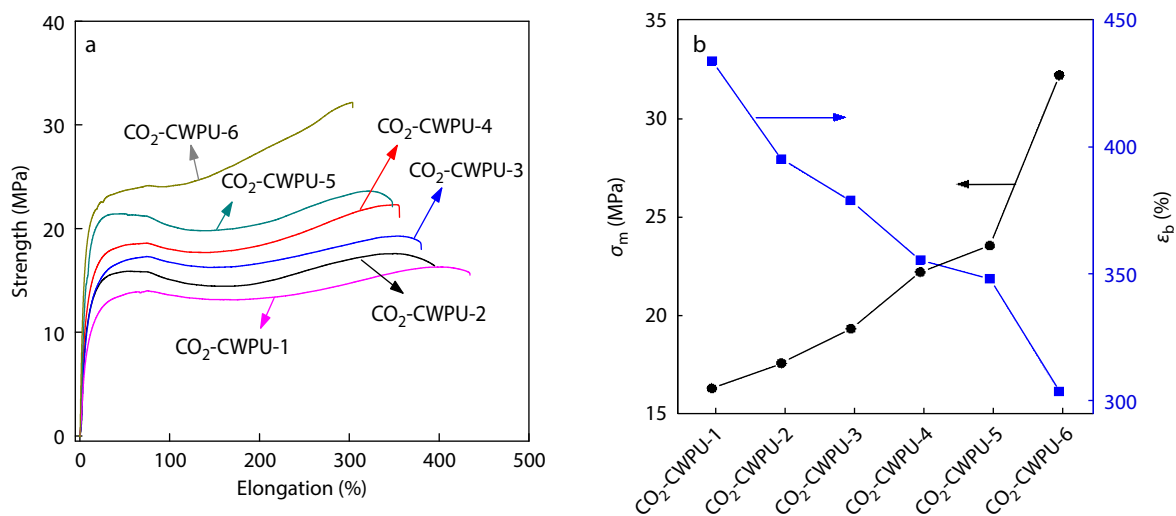 a
40
30
20
10
0
Strength (MPa)
CO₂-CWPU-6
CO₂-CWPU-4
CO₂-CWPU-5
CO₂-CWPU-3
CO₂-CWPU-2
CO₂-CWPU-1
0 100 200 300 400 500
Elongation (%)
b
35
30
25
20
15
σm (MPa)
450
400
350
300
εb (%)
CO₂-CWPU-1
CO₂-CWPU-2
CO₂-CWPU-3
CO₂-CWPU-4
CO₂-CWPU-5
CO₂-CWPU-6